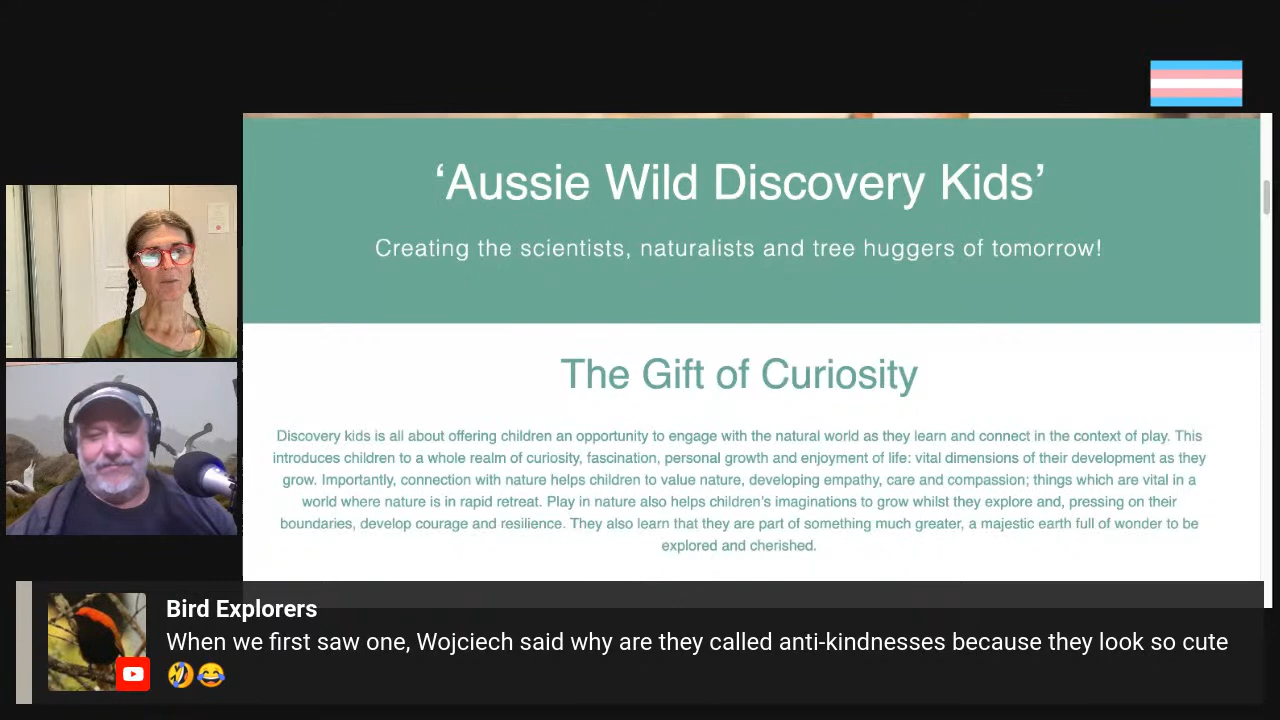 ‘Aussie Wild Discovery Kids’
Creating the scientists, naturalists and tree huggers of tomorrow!
The Gift of Curiosity
Discovery kids is all about offering children an opportunity to engage with the natural world as they learn and connect in the context of play. This
introduces children to a whole realm of curiosity, fascination, personal growth and enjoyment of life: vital dimensions of their development as they
grow. Importantly, connection with nature helps children to value nature, developing empathy, care and compassion; things which are vital in a
world where nature is in rapid retreat. Play in nature also helps children’s imaginations to grow whilst they explore and, pressing on their
boundaries, develop courage and resilience. They also learn that they are part of something much greater, a majestic earth full of wonder to be
explored and cherished.
Bird Explorers
When we first saw one, Wojciech said why are they called anti-kindnesses because they look so cute
🤣😂